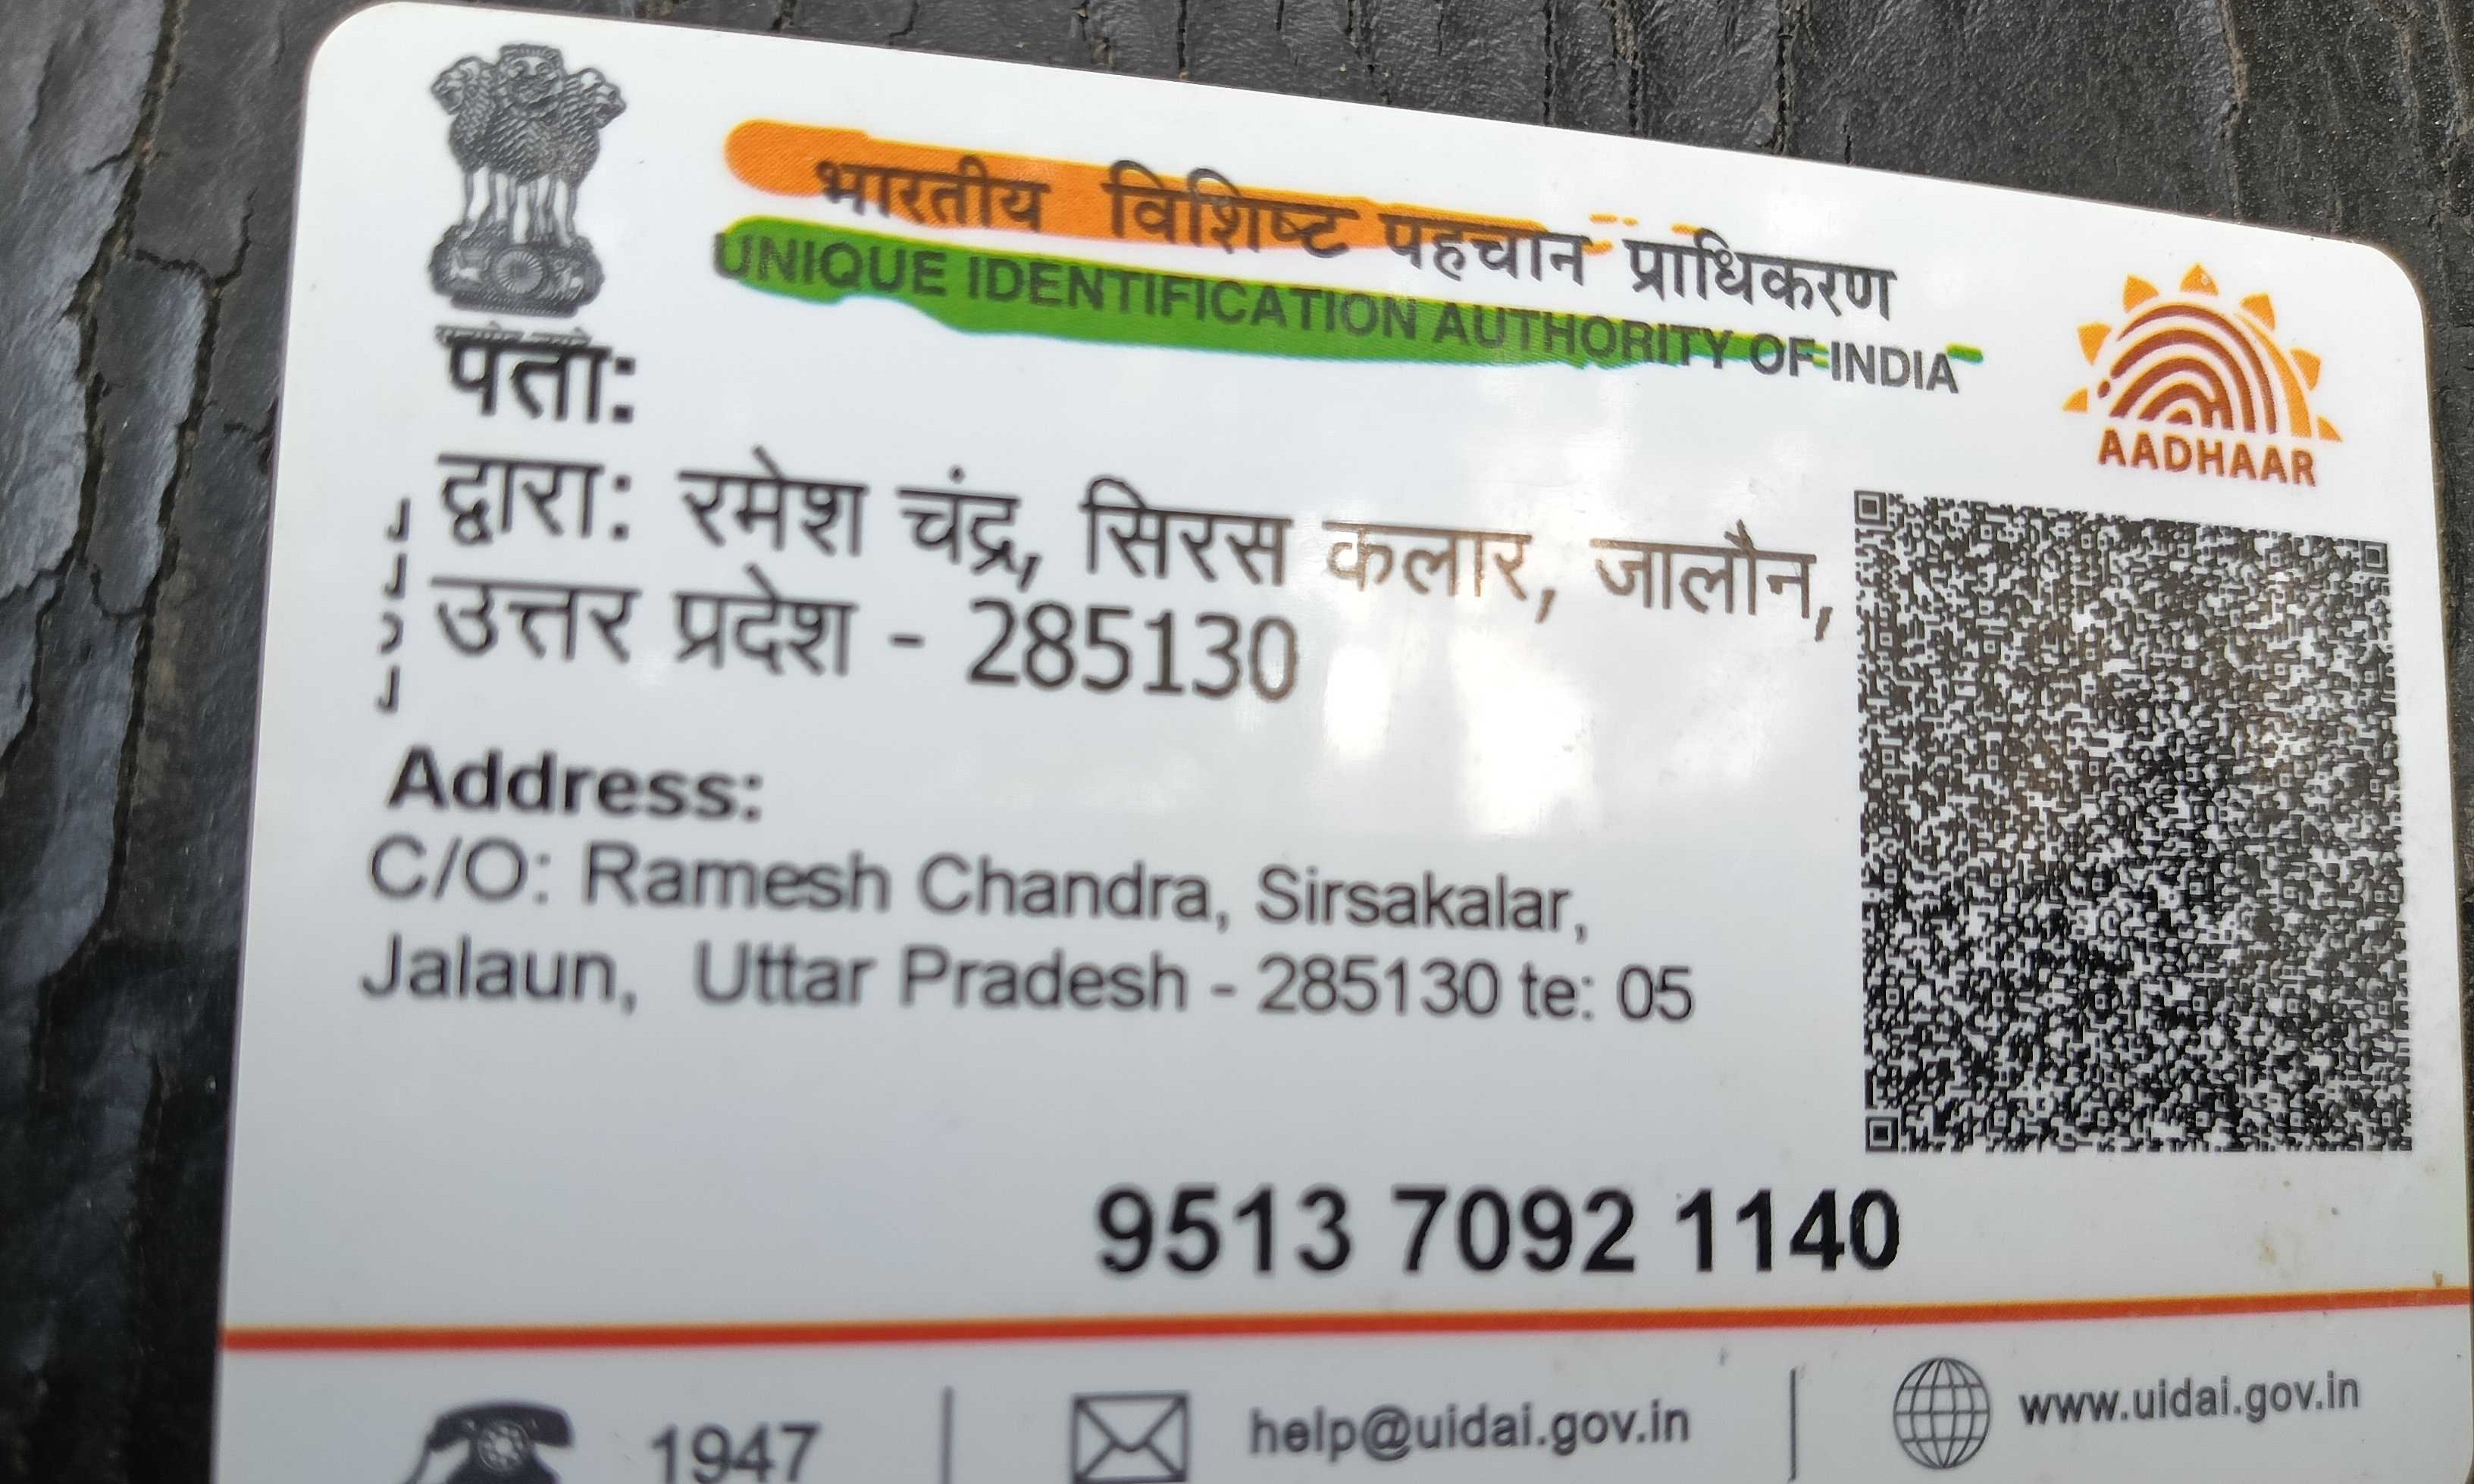 भारतीय विशिष्ट पहचान प्राधिकरण
UNIQUE IDENTIFICATION AUTHORITY OF INDIA
AADHAAR
पता:
द्वारा: रमेश चंद्र, सिरस कलार, जालौन,
उत्तर प्रदेश - 285130
Address:
C/O: Ramesh Chandra, Sirsakalar,
Jalaun, Uttar Pradesh - 285130 te: 05
9513 7092 1140
1947
help@uidai.gov.in
www.uidai.gov.in